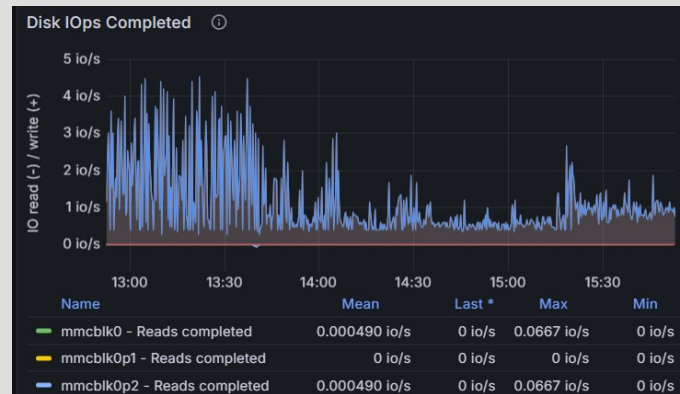 Disk IOps Completed
IO read (-) / write (+)
5 io/s
4 io/s
3 io/s
2 io/s
1 io/s
0 io/s
13:00 13:30 14:00 14:30 15:00 15:30
Name Mean Last * Max Min
mmcblk0 - Reads completed 0.000490 io/s 0 io/s 0.0667 io/s 0 io/s
mmcblk0p1 - Reads completed 0 io/s 0 io/s 0 io/s 0 io/s
mmcblk0p2 - Reads completed 0.000490 io/s 0 io/s 0.0667 io/s 0 io/s